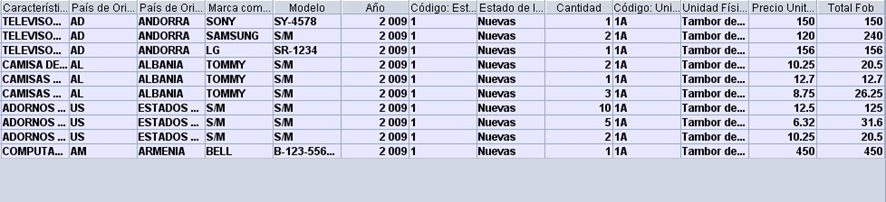 Característi... País de Ori... País de Ori... Marca com... Modelo Año Código: Est... Estado de l... Cantidad Código: Uni... Unidad Físi... Precio Unit... Total Fob
TELEVISO... AD ANDORRA SONY SY-4578 2 009 1 Nuevas 1 1A Tambor de... 150 150
TELEVISO... AD ANDORRA SAMSUNG S/M 2 009 1 Nuevas 2 1A Tambor de... 120 240
TELEVISO... AD ANDORRA LG SR-1234 2 009 1 Nuevas 1 1A Tambor de... 156 156
CAMISA DE... AL ALBANIA TOMMY S/M 2 009 1 Nuevas 2 1A Tambor de... 10.25 20.5
CAMISAS ... AL ALBANIA TOMMY S/M 2 009 1 Nuevas 1 1A Tambor de... 12.7 12.7
CAMISAS ... AL ALBANIA TOMMY S/M 2 009 1 Nuevas 3 1A Tambor de... 8.75 26.25
ADORNOS ... US ESTADOS ... S/M S/M 2 009 1 Nuevas 10 1A Tambor de... 12.5 125
ADORNOS ... US ESTADOS ... S/M S/M 2 009 1 Nuevas 5 1A Tambor de... 6.32 31.6
ADORNOS ... US ESTADOS ... S/M S/M 2 009 1 Nuevas 2 1A Tambor de... 10.25 20.5
COMPUTA... AM ARMENIA BELL B-123-556... 2 009 1 Nuevas 1 1A Tambor de... 450 450